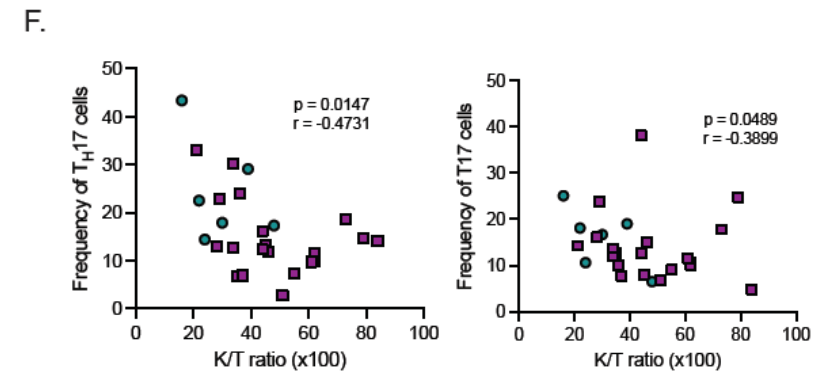 F.
50
40
30
20
10
0
Frequency of TH17 cells
p = 0.0147
r = -0.4731
0 20 40 60 80 100
K/T ratio (x100)
50
40
30
20
10
0
Frequency of T17 cells
p = 0.0489
r = -0.3899
0 20 40 60 80 100
K/T ratio (x100)